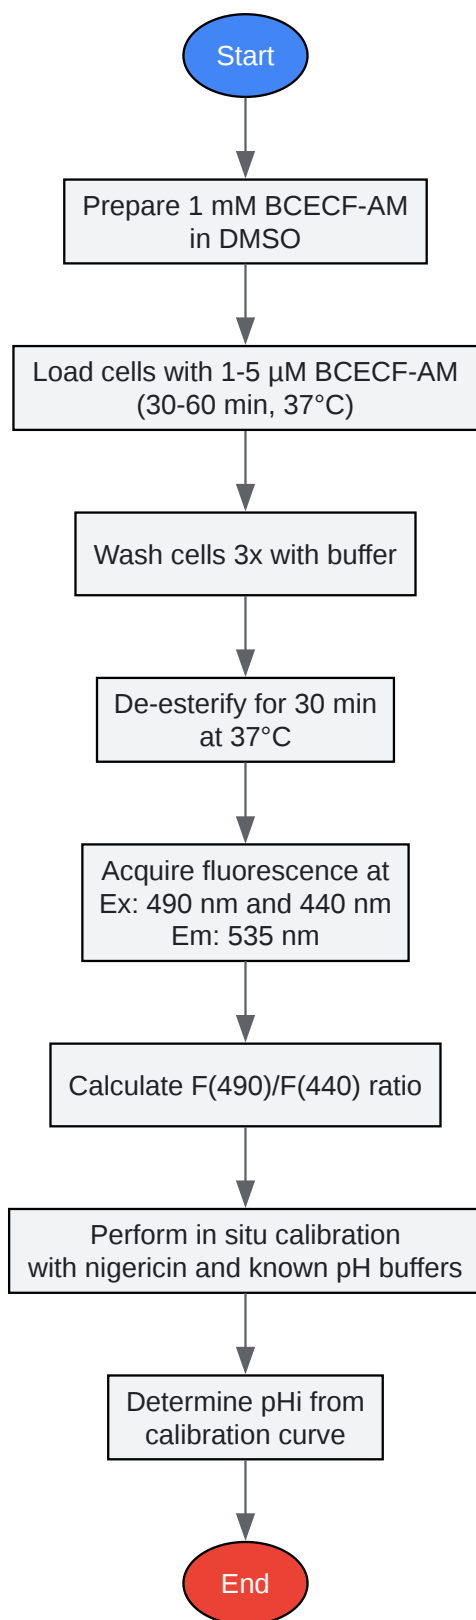 Start
Prepare 1 mM BCECF-AM
in DMSO
Load cells with 1-5 µM BCECF-AM
(30-60 min, 37°C)
Wash cells 3x with buffer
De-esterify for 30 min
at 37°C
Acquire fluorescence at
Ex: 490 nm and 440 nm
Em: 535 nm
Calculate F(490)/F(440) ratio
Perform in situ calibration
with nigericin and known pH buffers
Determine pHi from
calibration curve
End